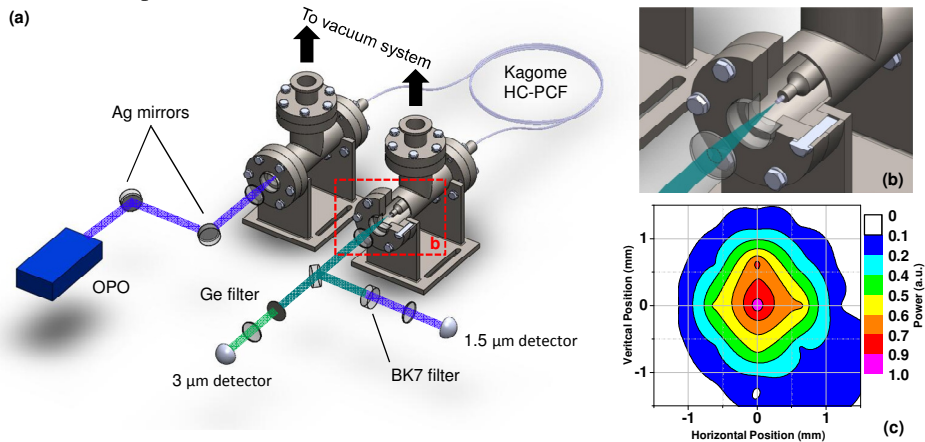 (a)
To vacuum system
Kagome
HC-PCF
Ag mirrors
b
OPO
Ge filter
3 μm detector
BK7 filter
1.5 μm detector
(b)
1
0
-1
Veritcal Position (mm)
-1
0
1
Horizontal Position (mm)
0
0.1
0.2
0.4
0.5
0.6
0.7
0.9
1.0
Power (a.u.)
(c)